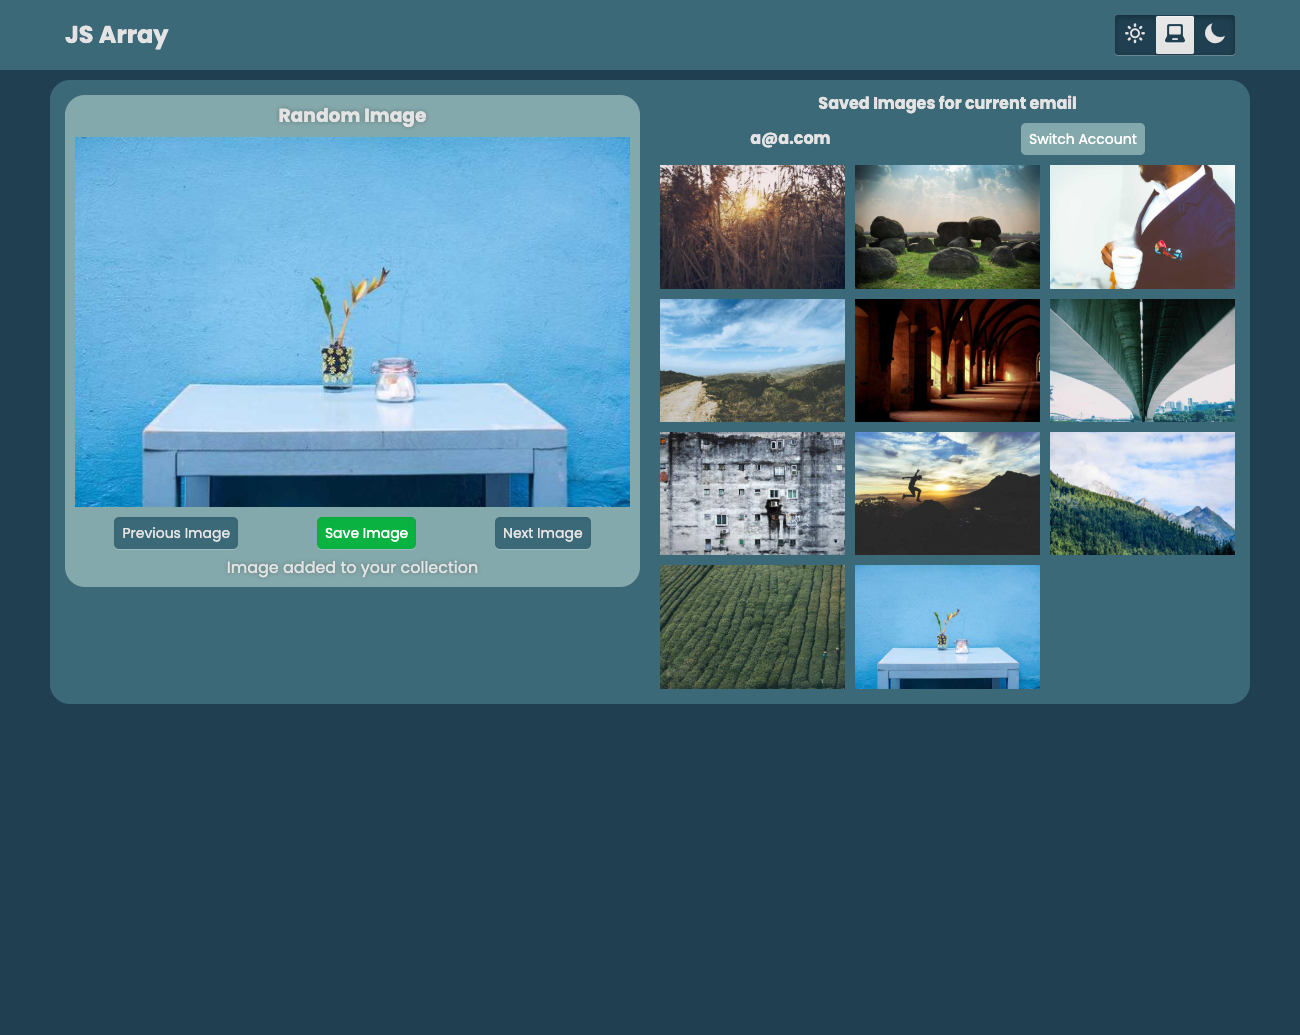 JS Array
Random Image
Previous Image
Save Image
Next Image
Image added to your collection
Saved Images for current email
a@a.com
Switch Account